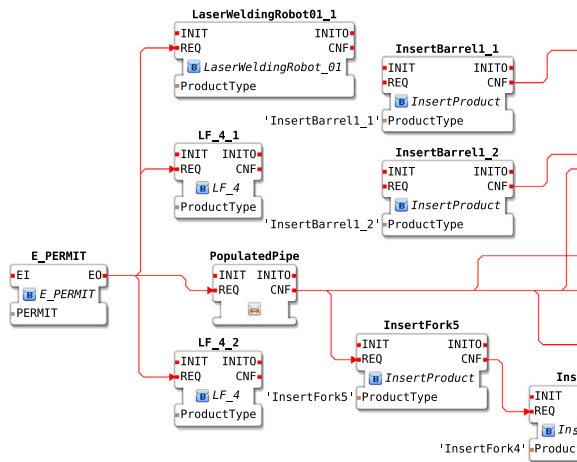 LaserWeldingRobot01_1
INIT INITO
REQ CNF
B LaserWeldingRobot_01
ProductType
InsertBarrel1_1
INIT INITO
REQ CNF
B InsertProduct
'InsertBarrel1_1' ProductType
LF_4_1
INIT INITO
REQ CNF
B LF_4
ProductType
InsertBarrel1_2
INIT INITO
REQ CNF
B InsertProduct
'InsertBarrel1_2' ProductType
E_PERMIT
EI EO
B E_PERMIT
PERMIT
PopulatedPipe
INIT INITO
REQ CNF
LF_4_2
INIT INITO
REQ CNF
B LF_4
ProductType
InsertFork5
INIT INITO
REQ CNF
B InsertProduct
'InsertFork5' ProductType
Ins
INIT
REQ
B Ins
'InsertFork4' Produc